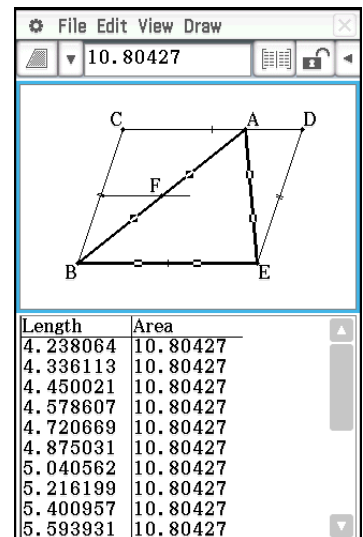 File Edit View Draw
10.80427
C A D
F
B E
Length Area
4.238064 10.80427
4.336113 10.80427
4.450021 10.80427
4.578607 10.80427
4.720669 10.80427
4.875031 10.80427
5.040562 10.80427
5.216199 10.80427
5.400957 10.80427
5.593931 10.80427